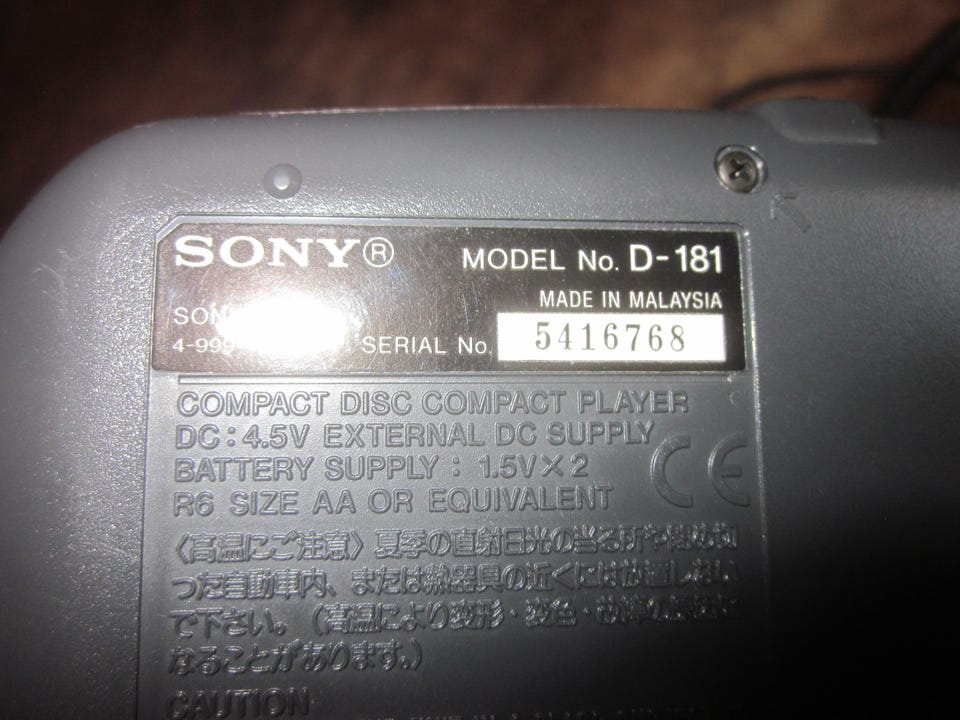 SONY® MODEL No. D-181
MADE IN MALAYSIA
SON
4-999 SERIAL No. 5416768
COMPACT DISC COMPACT PLAYER
DC : 4.5V EXTERNAL DC SUPPLY
BATTERY SUPPLY : 1.5V×2
R6 SIZE AA OR EQUIVALENT
CE
〈高温にご注意〉夏季の直射日光の当る所や閉め切
った自動車内、または熱器具の近くには放置しない
で下さい。（高温により変形・変色・故障の原因に
なることがあります。）
CAUTION